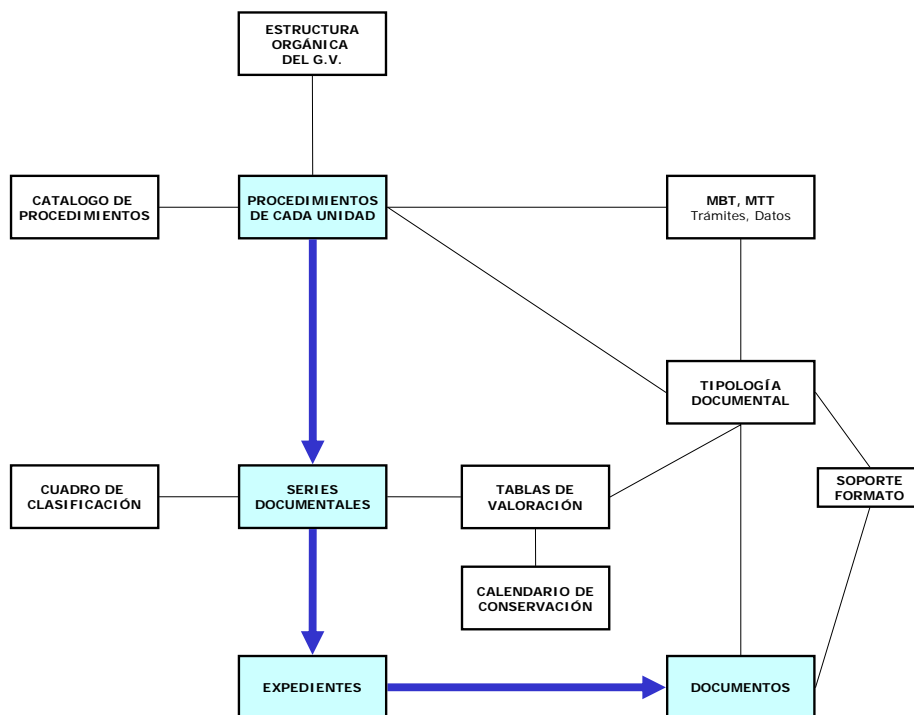 ESTRUCTURA
ORGÁNICA
DEL G.V.
CATALOGO DE
PROCEDIMIENTOS
PROCEDIMIENTOS
DE CADA UNIDAD
MBT, MTT
Trámites, Datos
TIPOLOGÍA
DOCUMENTAL
CUADRO DE
CLASIFICACIÓN
SERIES
DOCUMENTALES
TABLAS DE
VALORACIÓN
SOPORTE
FORMATO
CALENDARIO DE
CONSERVACIÓN
EXPEDIENTES
DOCUMENTOS